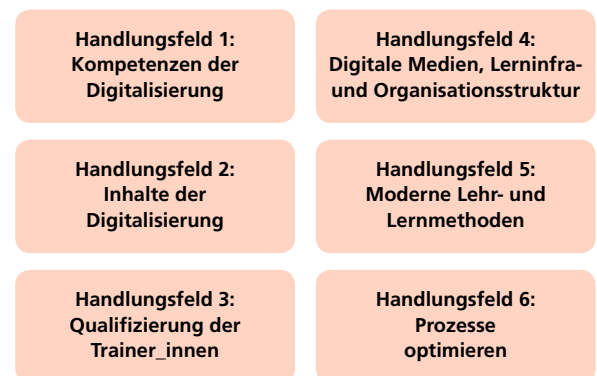 Handlungsfeld 1:
Kompetenzen der
Digitalisierung
Handlungsfeld 2:
Inhalte der
Digitalisierung
Handlungsfeld 3:
Qualifizierung der
Trainer_innen
Handlungsfeld 4:
Digitale Medien, Lerninfra-
und Organisationsstruktur
Handlungsfeld 5:
Moderne Lehr- und
Lernmethoden
Handlungsfeld 6:
Prozesse
optimieren